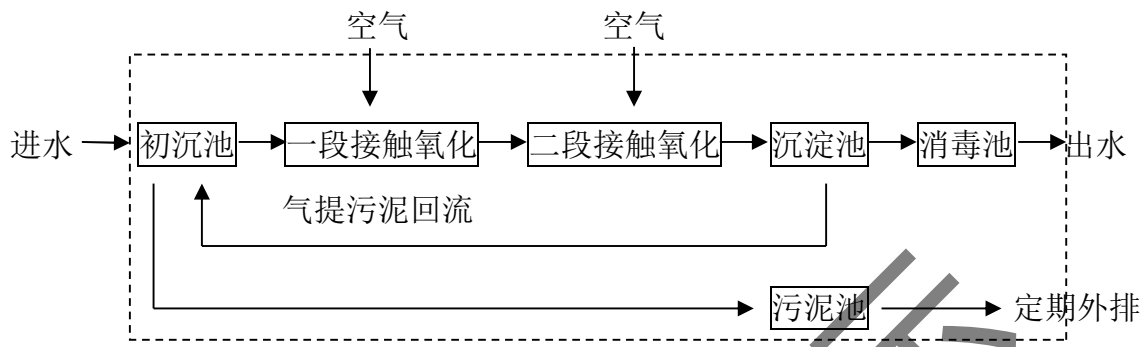 空气 空气
进水 初沉池 一段接触氧化 二段接触氧化 沉淀池 消毒池 出水
气提污泥回流
污泥池 定期外排